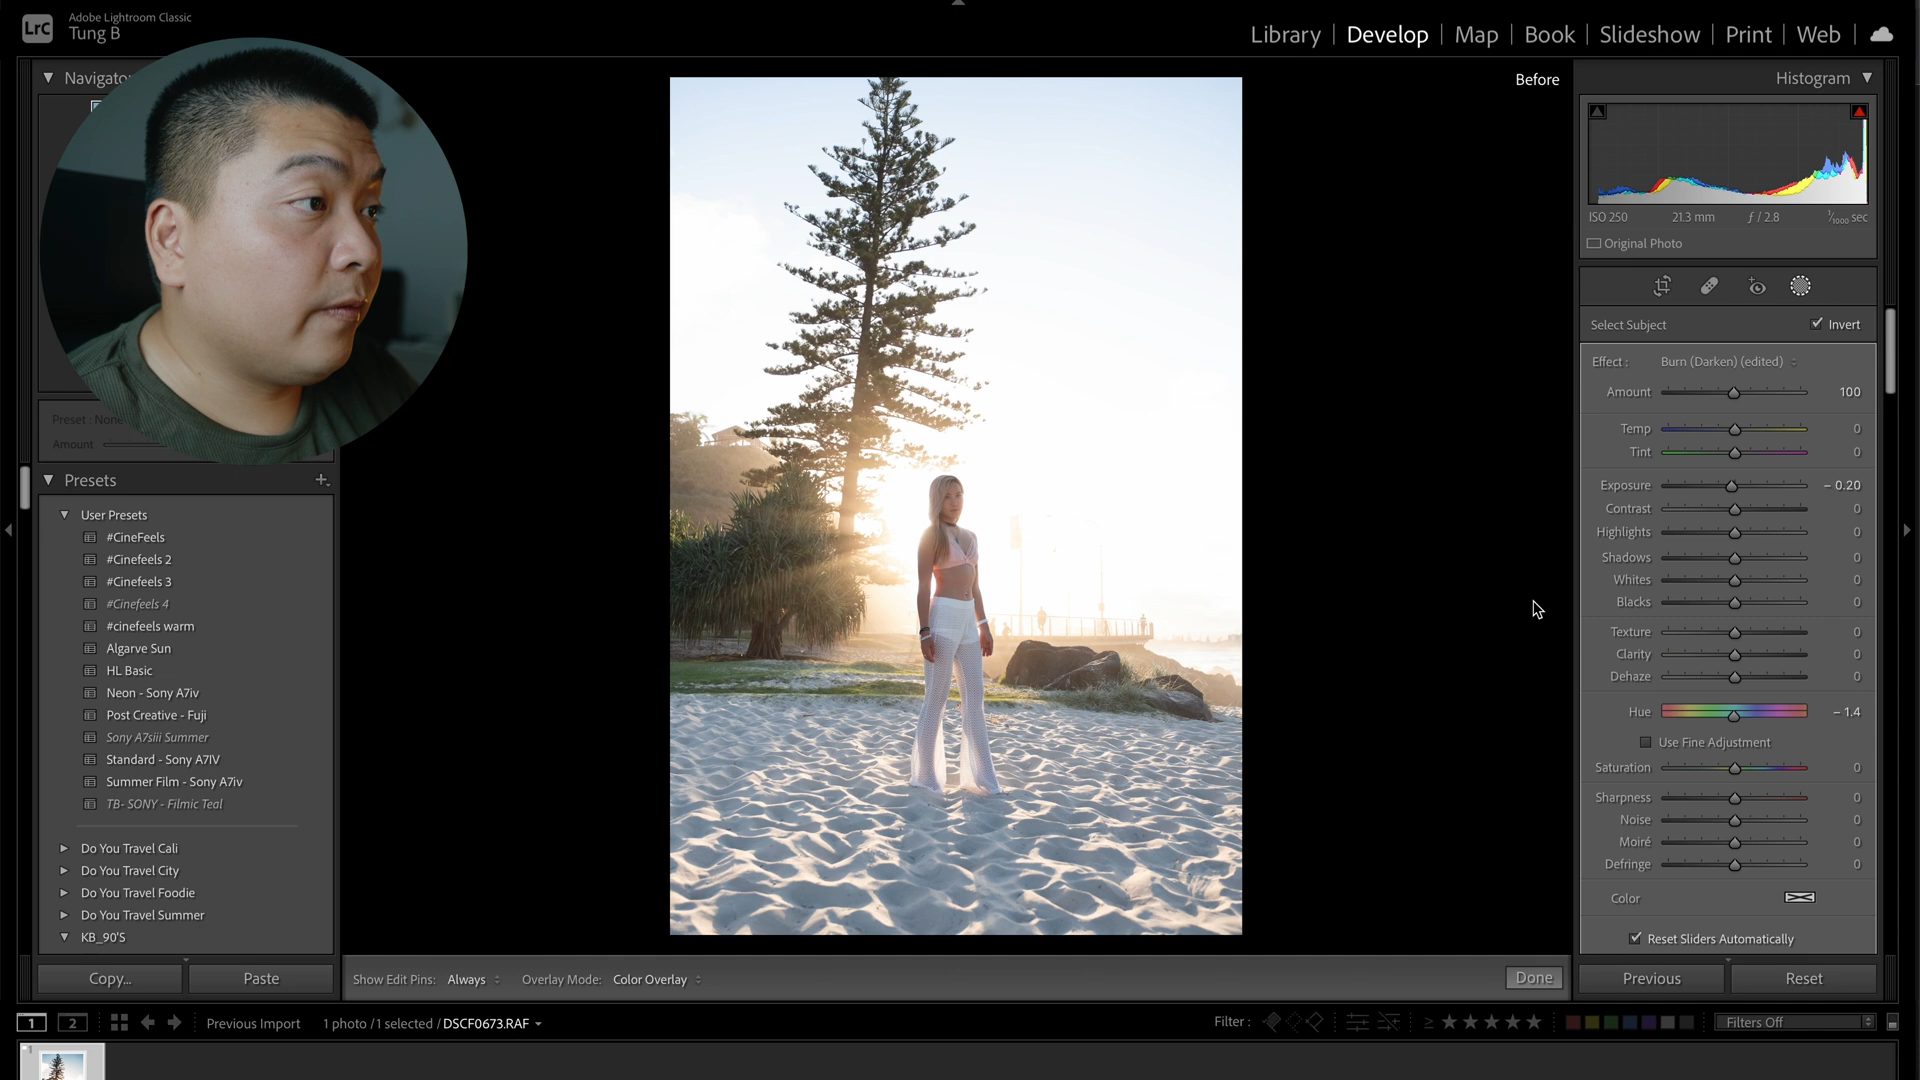 LrC
Adobe Lightroom Classic
Tung B
Library | Develop | Map | Book | Slideshow | Print | Web
Navigator
Preset : None
Amount
Presets
User Presets
#CineFeels
#Cinefeels 2
#Cinefeels 3
#Cinefeels 4
#cinefeels warm
Algarve Sun
HL Basic
Neon - Sony A7iv
Post Creative - Fuji
Sony A7siii Summer
Standard - Sony A7IV
Summer Film - Sony A7iv
TB- SONY - Filmic Teal
Do You Travel Cali
Do You Travel City
Do You Travel Foodie
Do You Travel Summer
KB_90'S
Copy...
Paste
Before
Show Edit Pins: Always
Overlay Mode: Color Overlay
Done
Histogram
ISO 250 21.3 mm ƒ / 2.8 1/1000 sec
Original Photo
Select Subject Invert
Effect : Burn (Darken) (edited)
Amount 100
Temp 0
Tint 0
Exposure – 0.20
Contrast 0
Highlights 0
Shadows 0
Whites 0
Blacks 0
Texture 0
Clarity 0
Dehaze 0
Hue – 1.4
Use Fine Adjustment
Saturation 0
Sharpness 0
Noise 0
Moiré 0
Defringe 0
Color
Reset Sliders Automatically
Previous
Reset
1 2 Previous Import 1 photo /1 selected /DSCF0673.RAF
Filter : ≥ Filters Off
1